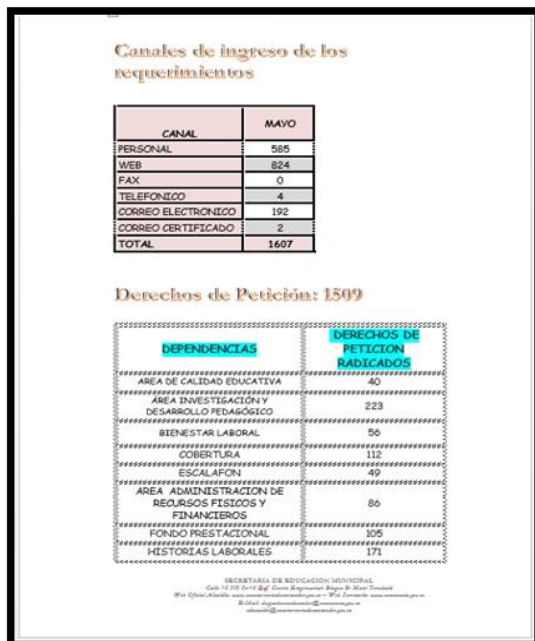 Canales de ingreso de los
requerimientos
CANAL MAYO
PERSONAL 585
WEB 824
FAX 0
TELEFONICO 4
CORREO ELECTRONICO 192
CORREO CERTIFICADO 2
TOTAL 1607
Derechos de Petición: 1509
DEPENDENCIAS DERECHOS DE
PETICION
RADICADOS
AREA DE CALIDAD EDUCATIVA 40
ÁREA INVESTIGACIÓN Y
DESARROLLO PEDAGÓGICO 223
BIENESTAR LABORAL 56
COBERTURA 112
ESCALAFON 49
AREA ADMINISTRACION DE
RECURSOS FISICOS Y
FINANCIEROS 86
FONDO PRESTACIONAL 105
HISTORIAS LABORALES 171
SECRETARIA DE EDUCACIÓN MUNICIPAL